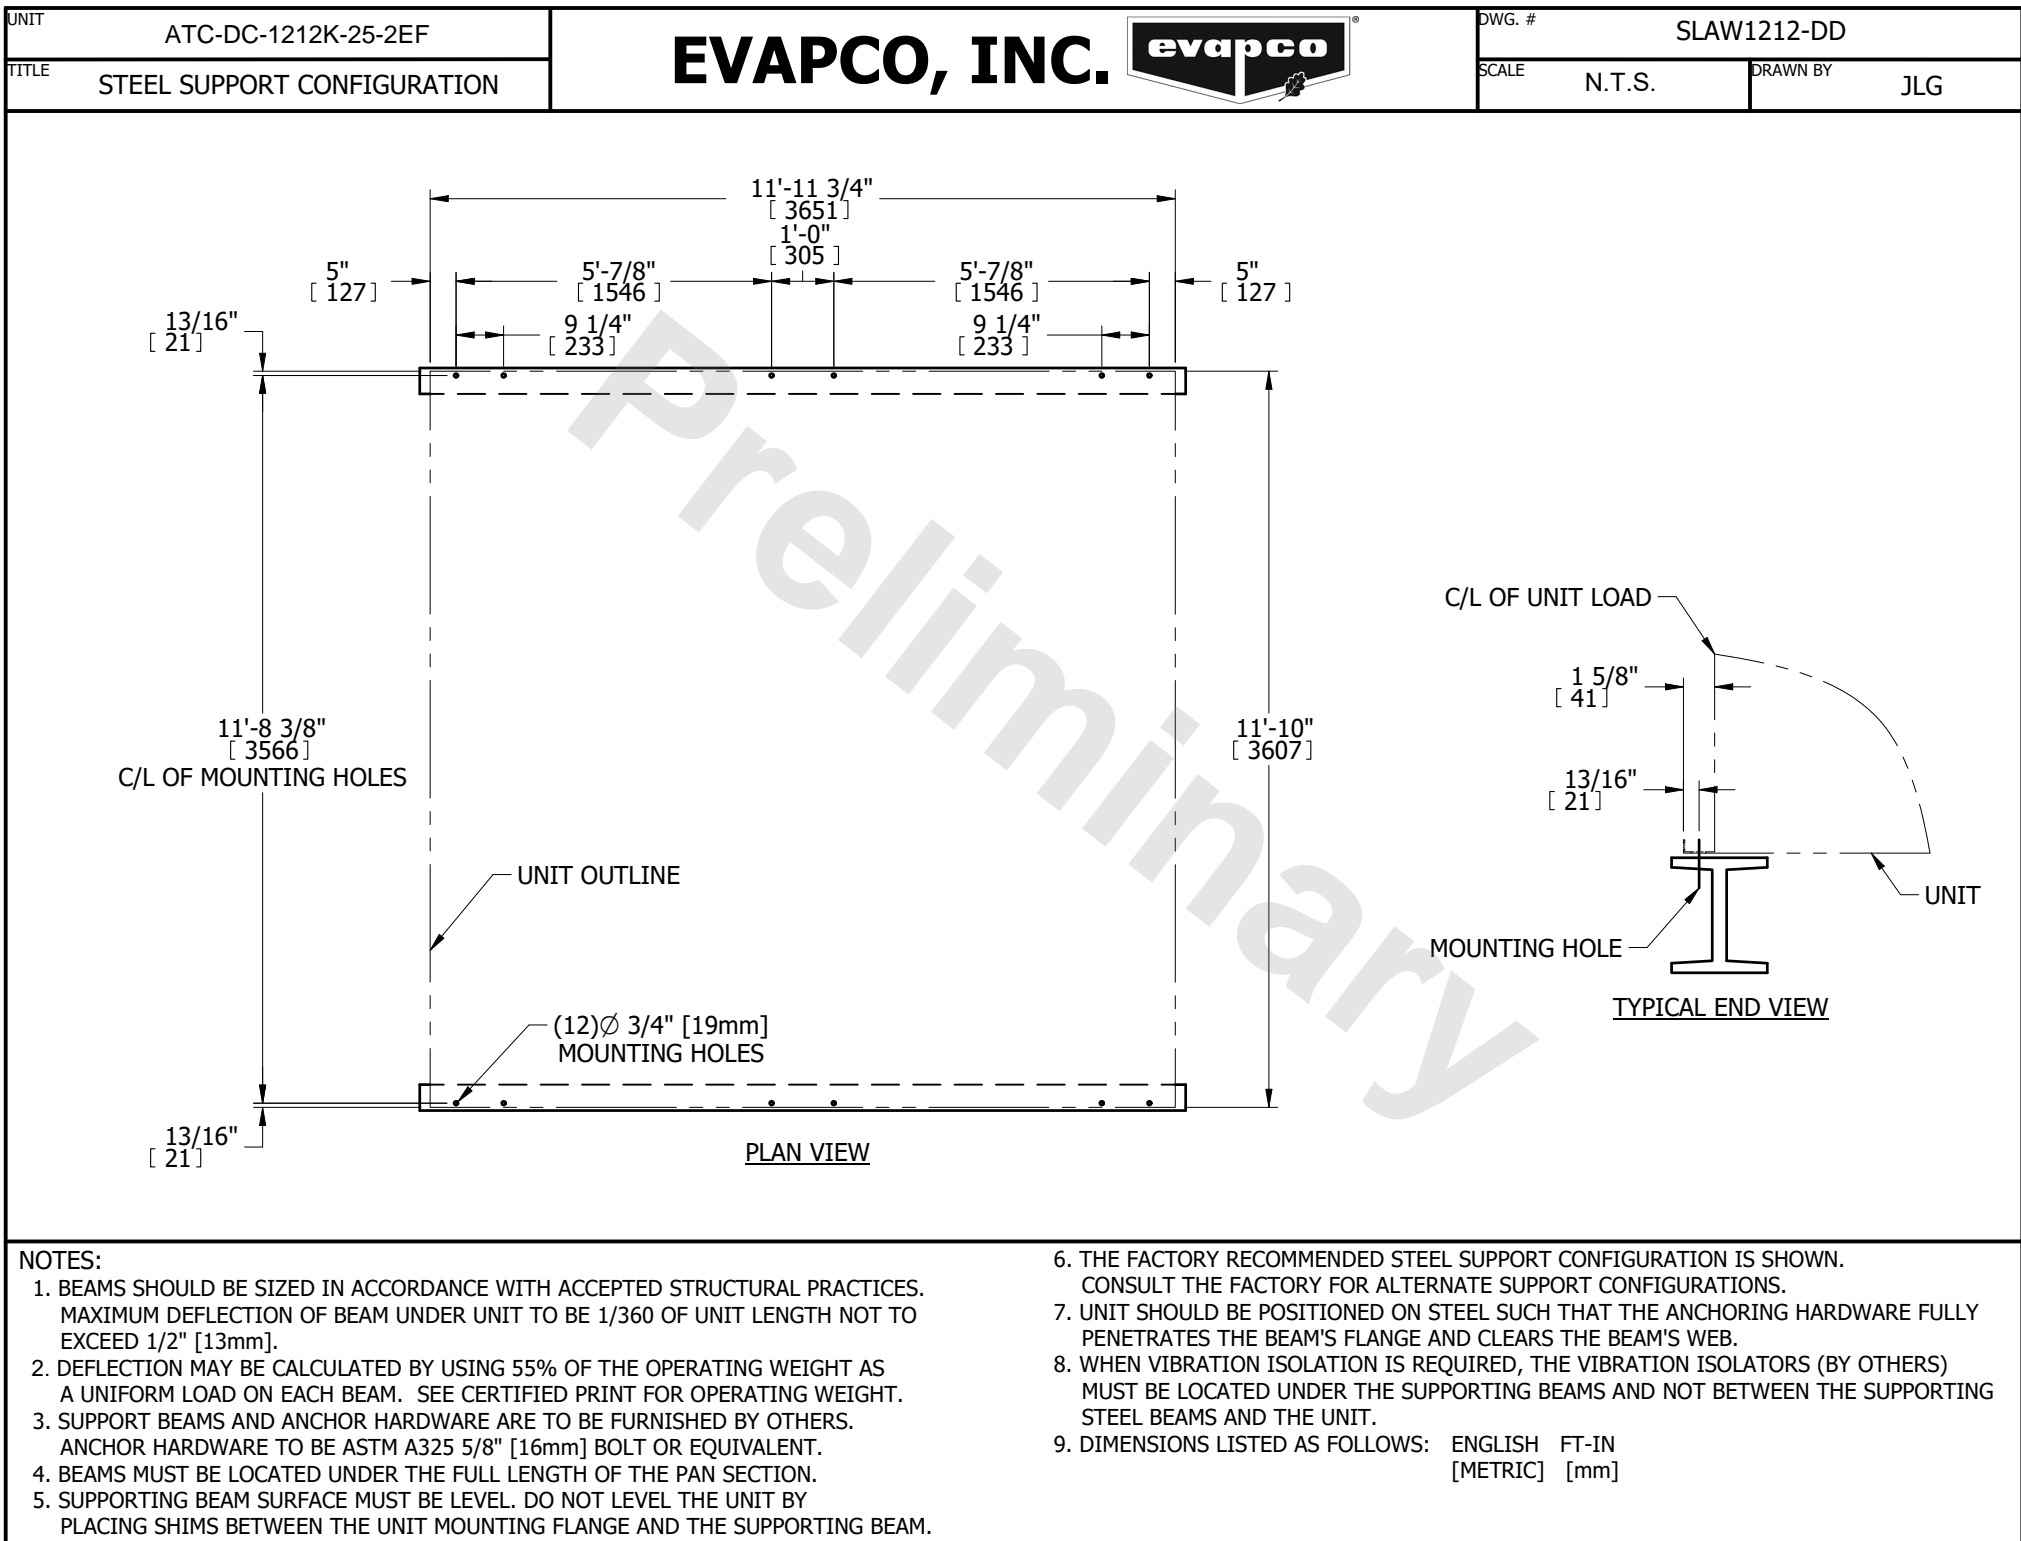 UNIT
ATC-DC-1212K-25-2EF
TITLE
STEEL SUPPORT CONFIGURATION
EVAPCO, INC.
evapco
®
DWG. #
SLAW1212-DD
SCALE
N.T.S.
DRAWN BY
JLG
11'-11 3/4"
[ 3651]
1'-0"
[ 305 ]
5"
[ 127]
5'-7/8"
[ 1546 ]
5'-7/8"
[ 1546 ]
5"
[ 127 ]
13/16"
[ 21]
9 1/4"
[ 233]
9 1/4"
[ 233 ]
Preliminary
11'-8 3/8"
[ 3566]
C/L OF MOUNTING HOLES
11'-10"
[ 3607]
UNIT OUTLINE
(12)∅ 3/4" [19mm]
MOUNTING HOLES
13/16"
[ 21]
PLAN VIEW
C/L OF UNIT LOAD
1 5/8"
[ 41]
13/16"
[ 21]
UNIT
MOUNTING HOLE
TYPICAL END VIEW
NOTES:
1. BEAMS SHOULD BE SIZED IN ACCORDANCE WITH ACCEPTED STRUCTURAL PRACTICES.
MAXIMUM DEFLECTION OF BEAM UNDER UNIT TO BE 1/360 OF UNIT LENGTH NOT TO
EXCEED 1/2" [13mm].
2. DEFLECTION MAY BE CALCULATED BY USING 55% OF THE OPERATING WEIGHT AS
A UNIFORM LOAD ON EACH BEAM.  SEE CERTIFIED PRINT FOR OPERATING WEIGHT.
3. SUPPORT BEAMS AND ANCHOR HARDWARE ARE TO BE FURNISHED BY OTHERS.
ANCHOR HARDWARE TO BE ASTM A325 5/8" [16mm] BOLT OR EQUIVALENT.
4. BEAMS MUST BE LOCATED UNDER THE FULL LENGTH OF THE PAN SECTION.
5. SUPPORTING BEAM SURFACE MUST BE LEVEL. DO NOT LEVEL THE UNIT BY
PLACING SHIMS BETWEEN THE UNIT MOUNTING FLANGE AND THE SUPPORTING BEAM.
6. THE FACTORY RECOMMENDED STEEL SUPPORT CONFIGURATION IS SHOWN.
CONSULT THE FACTORY FOR ALTERNATE SUPPORT CONFIGURATIONS.
7. UNIT SHOULD BE POSITIONED ON STEEL SUCH THAT THE ANCHORING HARDWARE FULLY
PENETRATES THE BEAM'S FLANGE AND CLEARS THE BEAM'S WEB.
8. WHEN VIBRATION ISOLATION IS REQUIRED, THE VIBRATION ISOLATORS (BY OTHERS)
MUST BE LOCATED UNDER THE SUPPORTING BEAMS AND NOT BETWEEN THE SUPPORTING
STEEL BEAMS AND THE UNIT.
9. DIMENSIONS LISTED AS FOLLOWS:   ENGLISH   FT-IN
[METRIC]   [mm]